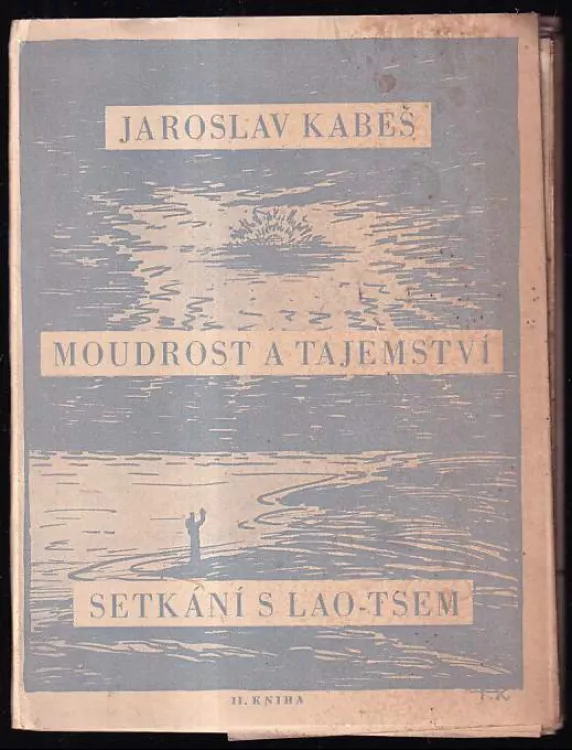 JAROSLAV KABEŠ
MOUDROST A TAJEMSTVÍ
SETKÁNÍ S LAO-TSEM
II. KNIHA